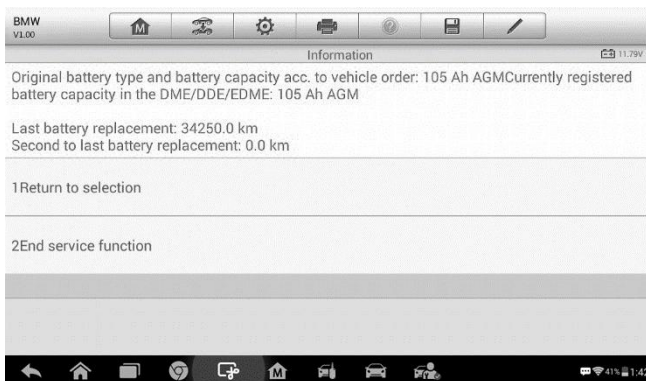 BMW
V1.00
Information
11.79V
Original battery type and battery capacity acc. to vehicle order: 105 Ah AGMCurrently registered
battery capacity in the DME/DDE/EDME: 105 Ah AGM
Last battery replacement: 34250.0 km
Second to last battery replacement: 0.0 km
1Return to selection
2End service function
41%